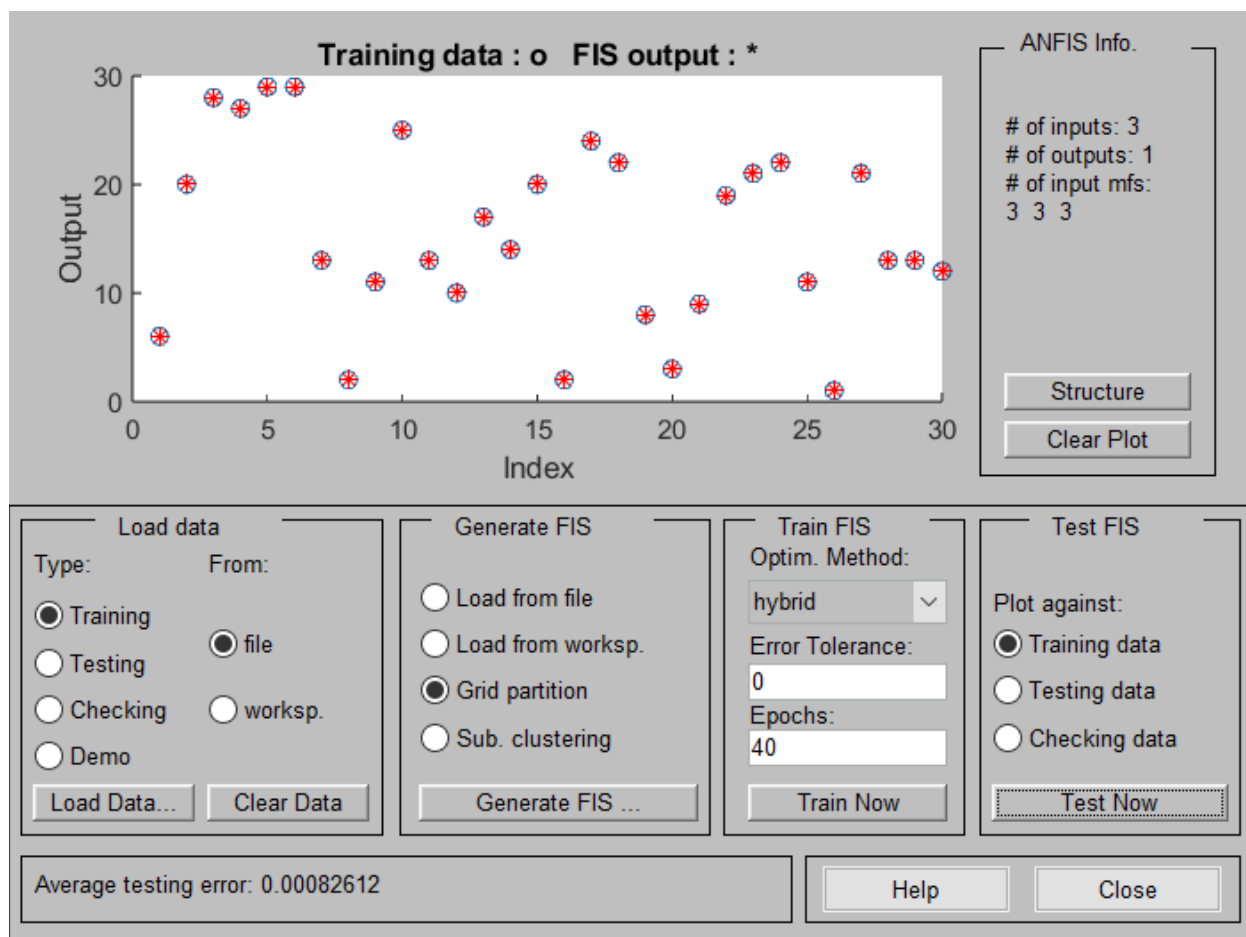 Training data : o   FIS output : *
30
20
10
0
Output
0 5 10 15 20 25 30
Index
ANFIS Info.
# of inputs: 3
# of outputs: 1
# of input mfs:
3 3 3
Structure
Clear Plot
Load data
Type: From:
Training
file
Testing
Checking
worksp.
Demo
Load Data...
Clear Data
Generate FIS
Load from file
Load from worksp.
Grid partition
Sub. clustering
Generate FIS ...
Train FIS
Optim. Method:
hybrid
Error Tolerance:
0
Epochs:
40
Train Now
Test FIS
Plot against:
Training data
Testing data
Checking data
Test Now
Average testing error: 0.00082612
Help
Close